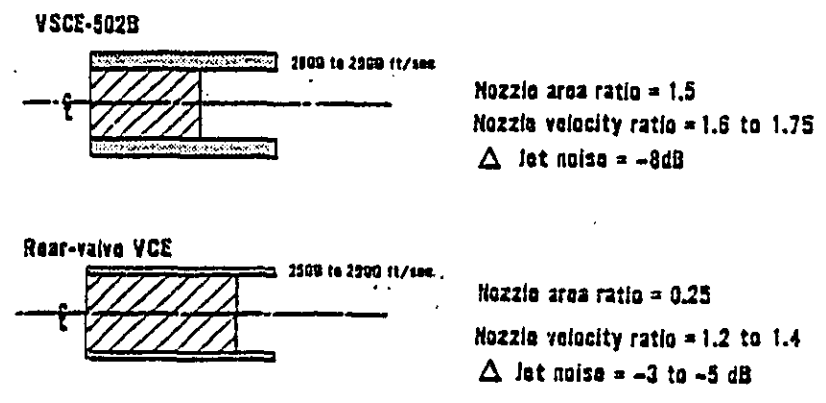 VSCE-502B
to 2900 ft/sec
Nozzle area ratio = 1.5
Nozzle velocity ratio = 1.6 to 1.75
Δ Jet noise = -8dB
Rear-valve VCE
2500 to 2900 ft/sec.
Nozzle area ratio = 0.25
Nozzle velocity ratio = 1.2 to 1.4
Δ Jet noise = -3 to -5 dB